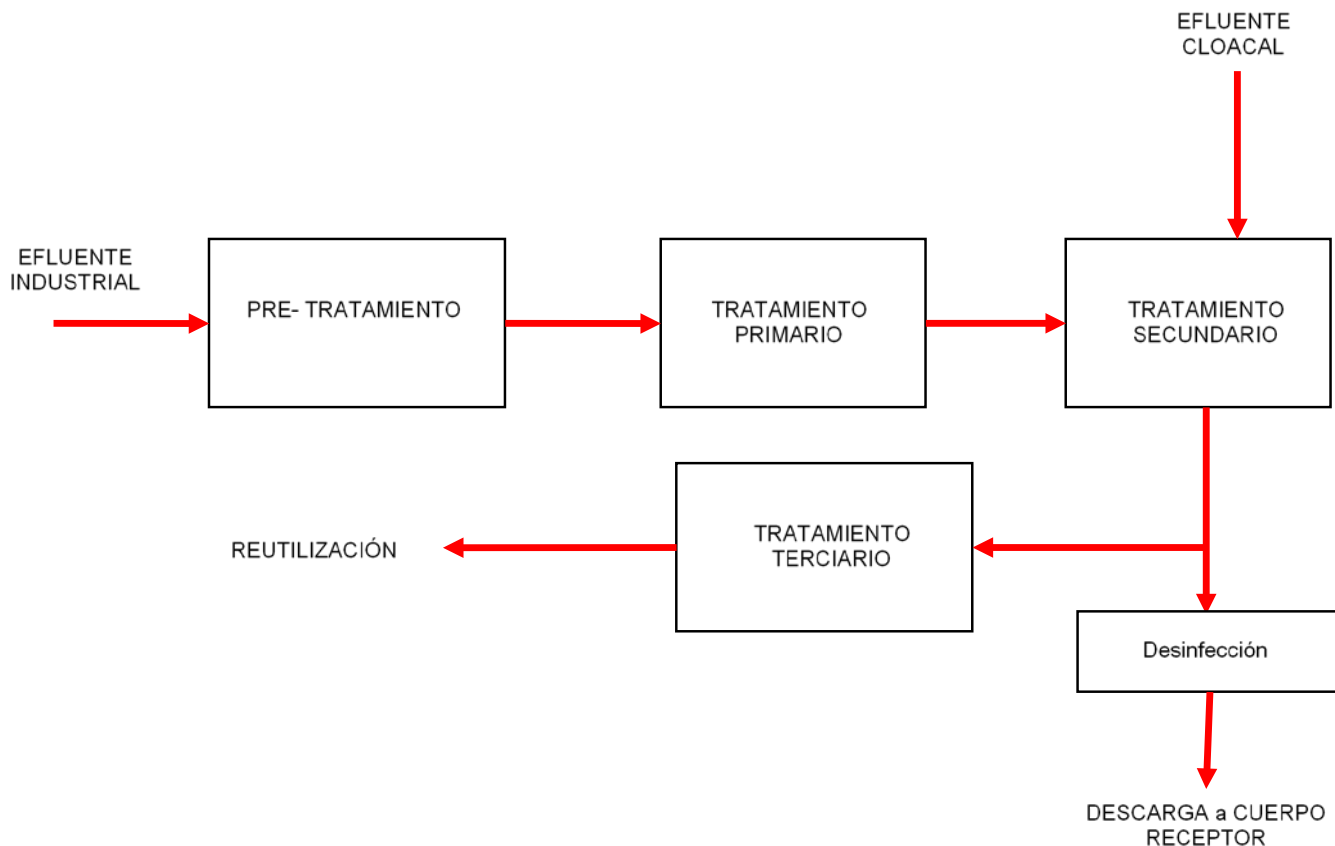 EFLUENTE
CLOACAL
EFLUENTE
INDUSTRIAL
PRE- TRATAMIENTO
TRATAMIENTO
PRIMARIO
TRATAMIENTO
SECUNDARIO
REUTILIZACIÓN
TRATAMIENTO
TERCIARIO
Desinfección
DESCARGA a CUERPO
RECEPTOR